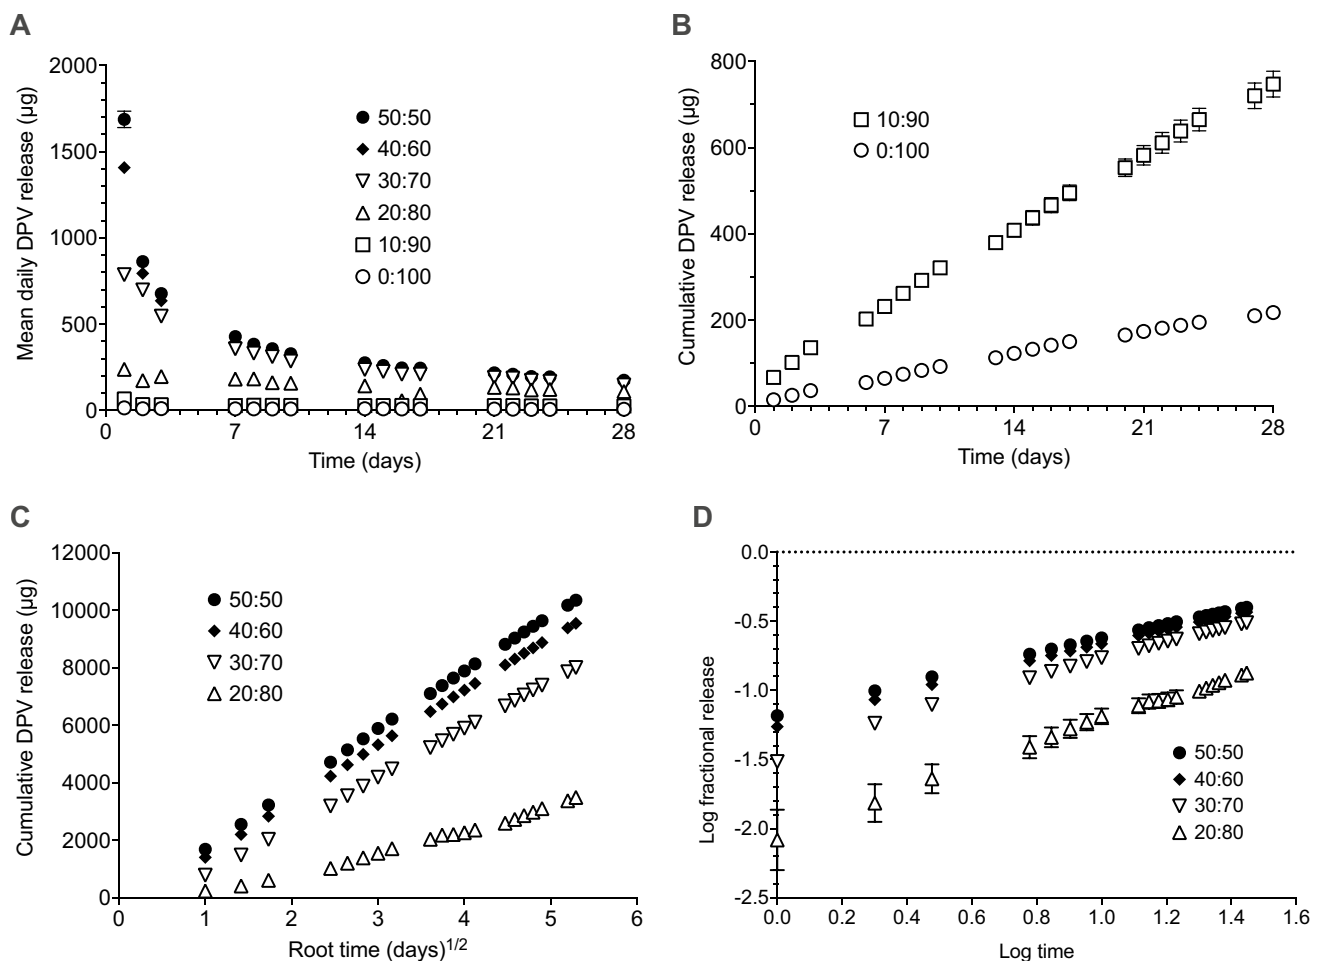 A
Mean daily DPV release (µg)
2000
1500
1000
500
0
0 7 14 21 28
Time (days)
50:50
40:60
30:70
20:80
10:90
0:100
B
Cumulative DPV release (µg)
800
600
400
200
0
0 7 14 21 28
Time (days)
10:90
0:100
C
Cumulative DPV release (µg)
12000
10000
8000
6000
4000
2000
0
0 1 2 3 4 5 6
Root time (days)1/2
50:50
40:60
30:70
20:80
D
Log fractional release
0.0
-0.5
-1.0
-1.5
-2.0
-2.5
0.0 0.2 0.4 0.6 0.8 1.0 1.2 1.4 1.6
Log time
50:50
40:60
30:70
20:80